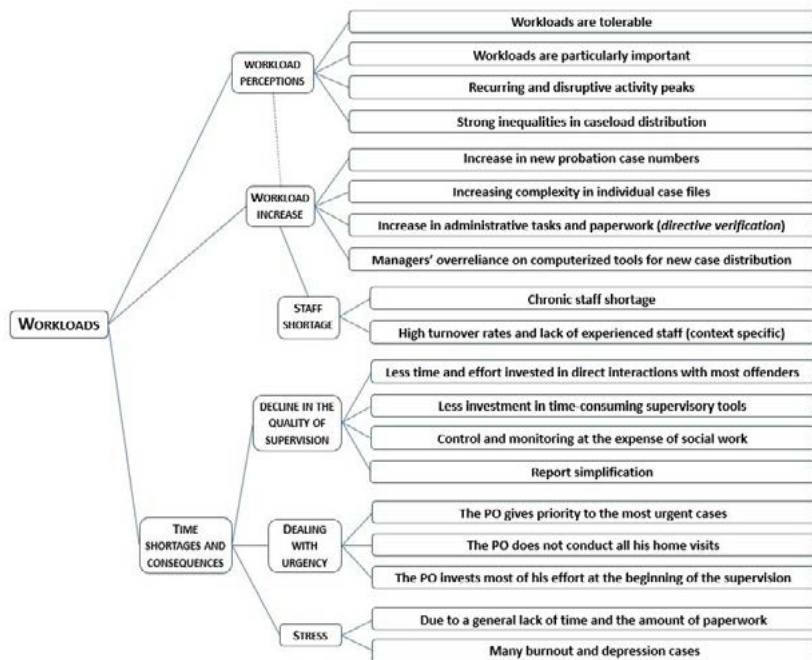 Workloads are tolerable
WORKLOAD
PERCEPTIONS
Workloads are particularly important
Recurring and disruptive activity peaks
Strong inequalities in caseload distribution
Increase in new probation case numbers
WORKLOAD
INCREASE
Increasing complexity in individual case files
Increase in administrative tasks and paperwork (directive verification)
Managers' overreliance on computerized tools for new case distribution
WORKLOADS
STAFF
SHORTAGE
Chronic staff shortage
High turnover rates and lack of experienced staff (context specific)
Less time and effort invested in direct interactions with most offenders
DECLINE IN THE
QUALITY OF
SUPERVISION
Less investment in time-consuming supervisory tools
Control and monitoring at the expense of social work
Report simplification
TIME
SHORTAGES AND
CONSEQUENCES
DEALING
WITH
URGENCY
The PO gives priority to the most urgent cases
The PO does not conduct all his home visits
The PO invests most of his effort at the beginning of the supervision
STRESS
Due to a general lack of time and the amount of paperwork
Many burnout and depression cases